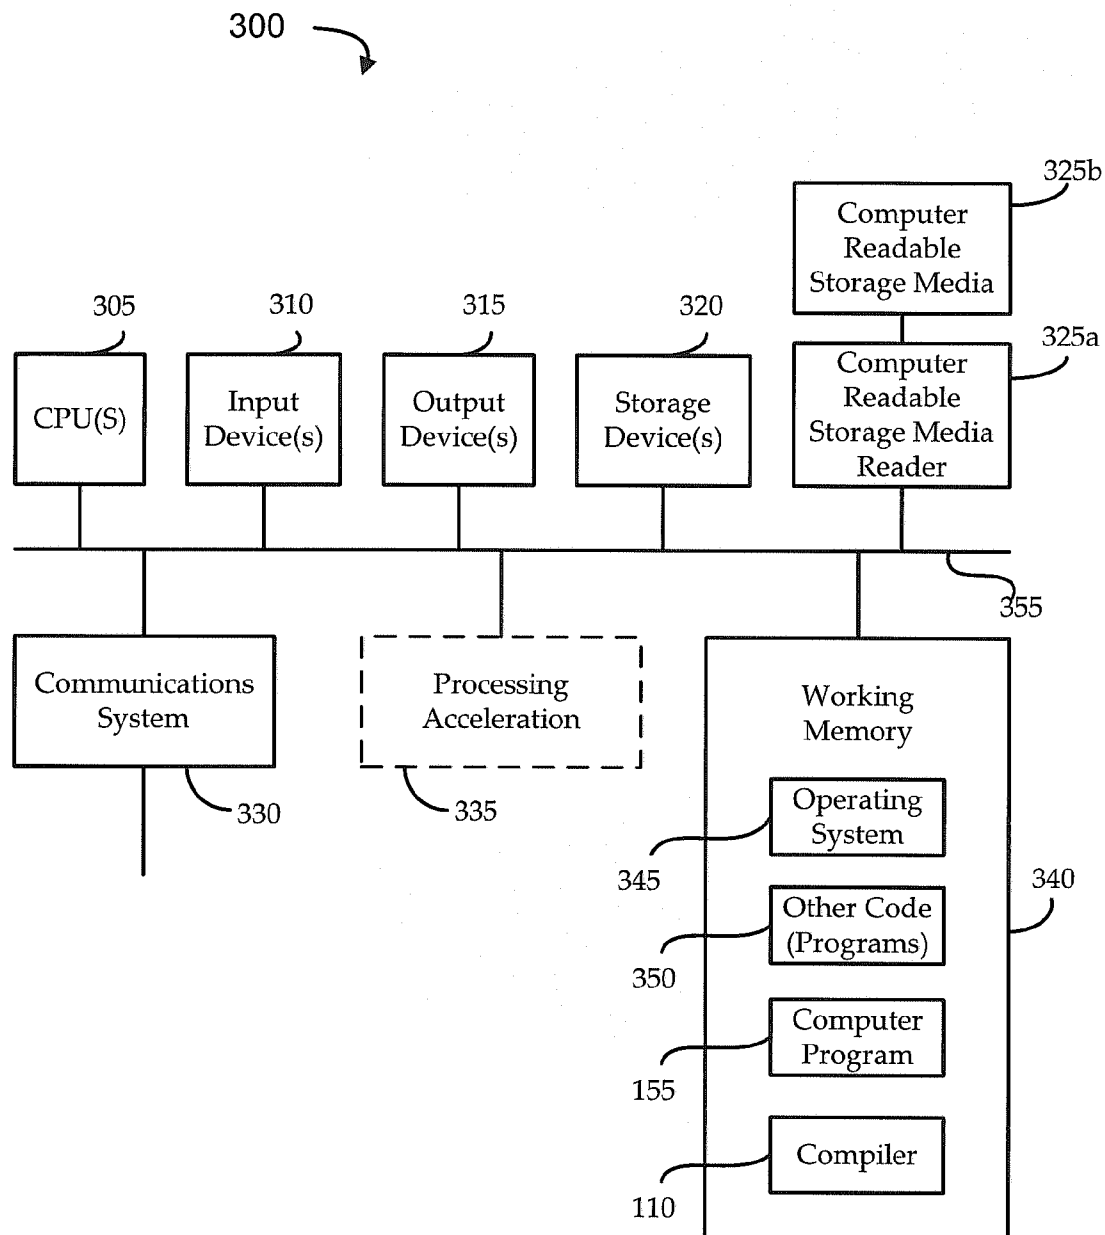 300
325b
Computer
Readable
Storage Media
305
310
315
320
325a
CPU(S)
Input
Device(s)
Output
Device(s)
Storage
Device(s)
Computer
Readable
Storage Media
Reader
355
Communications
System
330
Processing
Acceleration
335
Working
Memory
340
Operating
System
345
Other Code
(Programs)
350
Computer
Program
155
Compiler
110